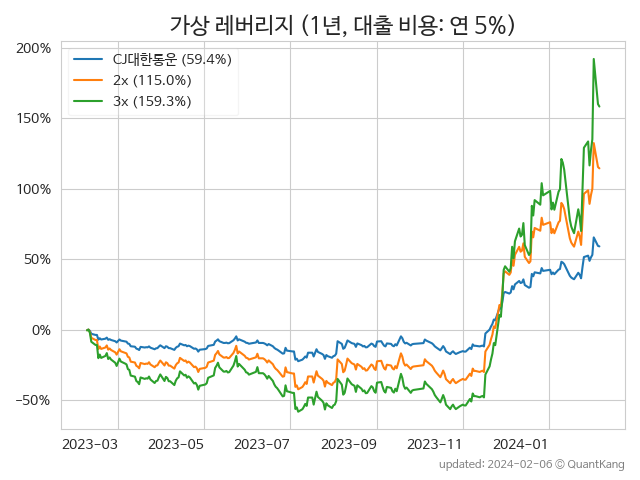 가상 레버리지 (1년, 대출 비용: 연 5%)
CJ대한통운 (59.4%)
2x (115.0%)
3x (159.3%)
200%
150%
100%
50%
0%
−50%
2023-03 2023-05 2023-07 2023-09 2023-11 2024-01
updated: 2024-02-06 © QuantKang